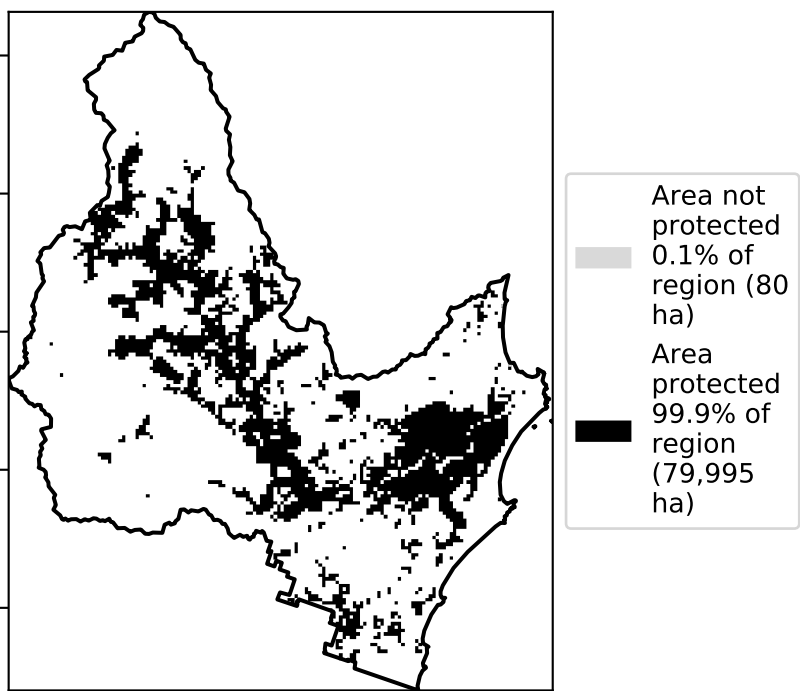 Area not
protected
0.1% of
region (80
ha)
Area
protected
99.9% of
region
(79,995
ha)